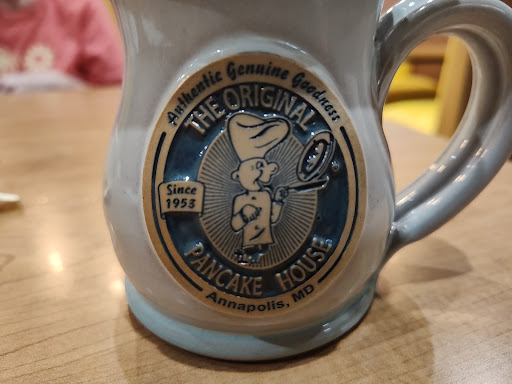 Authentic Genuine Goodness
THE ORIGINAL
Since
1953
PANCAKE HOUSE
Annapolis, MD